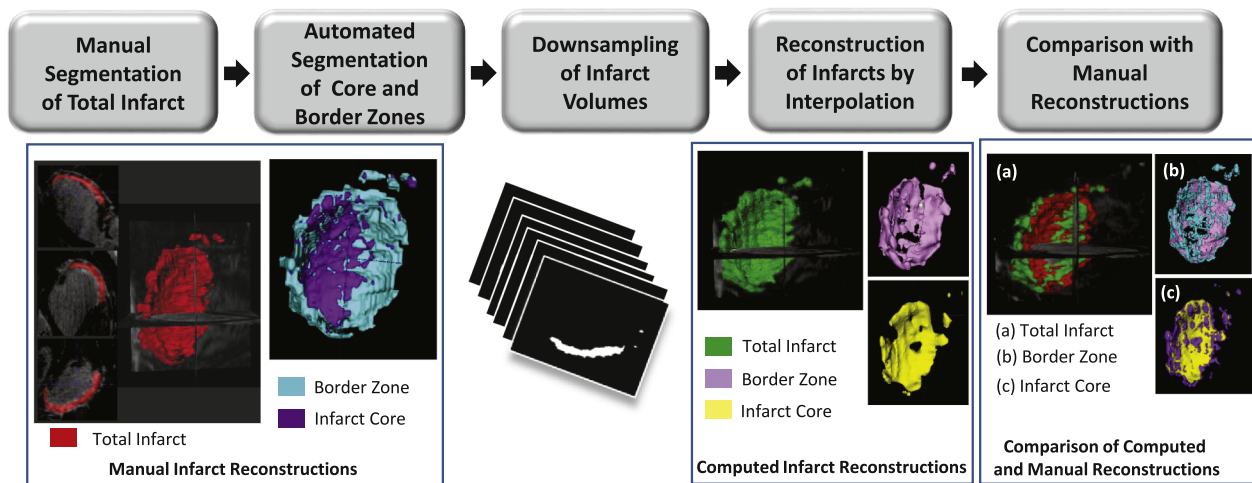 Manual
Segmentation
of Total Infarct
Automated
Segmentation
of Core and
Border Zones
Downsampling
of Infarct
Volumes
Reconstruction
of Infarcts by
Interpolation
Comparison with
Manual
Reconstructions
Border Zone
Infarct Core
Total Infarct
Manual Infarct Reconstructions
Total Infarct
Border Zone
Infarct Core
Computed Infarct Reconstructions
(a)
(b)
(c)
(a) Total Infarct
(b) Border Zone
(c) Infarct Core
Comparison of Computed
and Manual Reconstructions